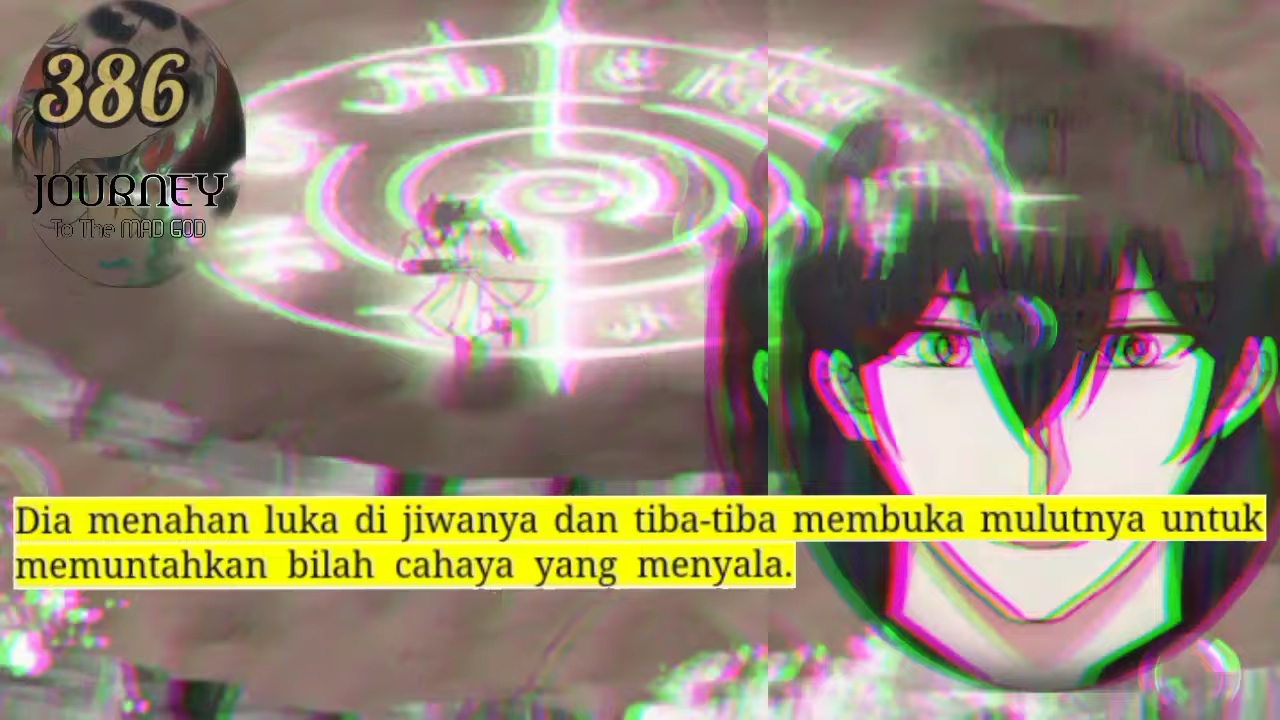 386
JOURNEY
To The MAD GOD
Dia menahan luka di jiwanya dan tiba-tiba membuka mulutnya untuk
memuntahkan bilah cahaya yang menyala.